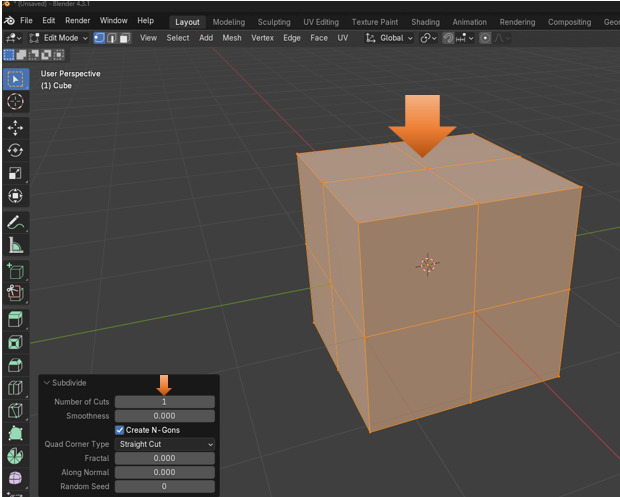 * (Unsaved) - Blender 4.3.1
File Edit Render Window Help Layout Modeling Sculpting UV Editing Texture Paint Shading Animation Rendering Compositing Geo
Edit Mode View Select Add Mesh Vertex Edge Face UV Global
User Perspective
(1) Cube
Subdivide
Number of Cuts 1
Smoothness 0.000
Create N-Gons
Quad Corner Type Straight Cut
Fractal 0.000
Along Normal 0.000
Random Seed 0